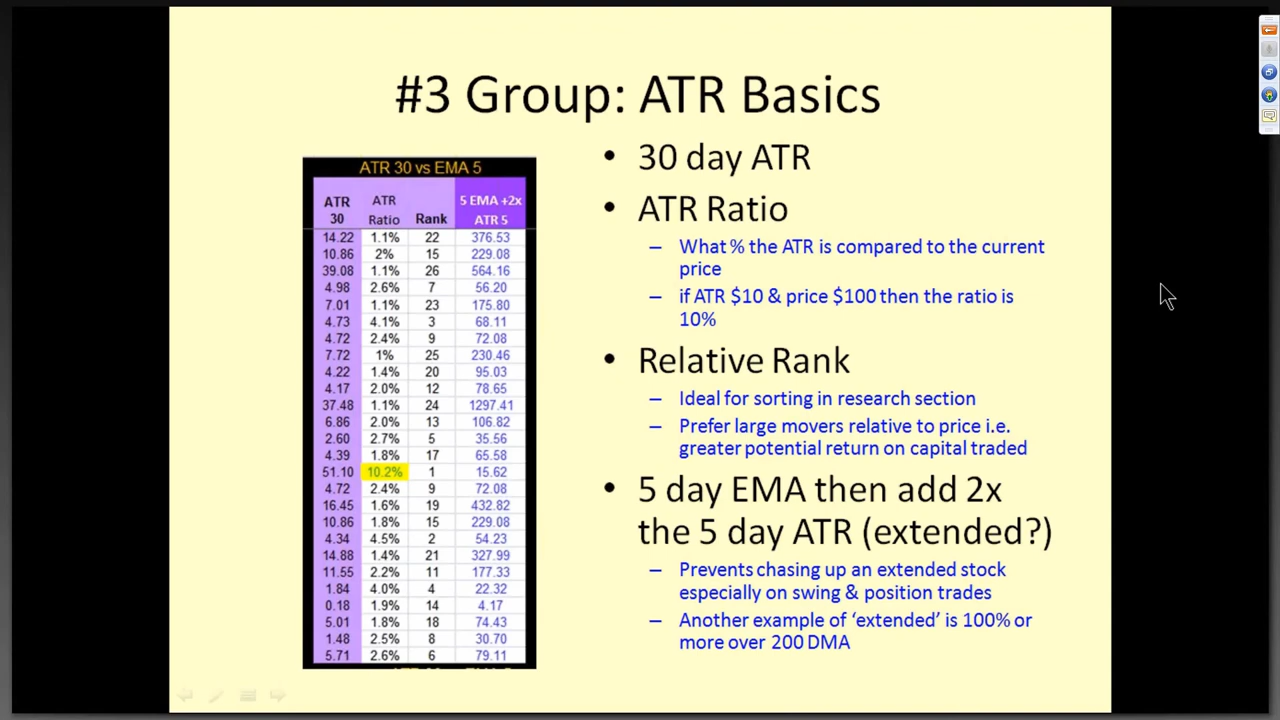 #3 Group: ATR Basics
ATR 30 vs EMA 5
ATR ATR 5 EMA +2x
30 Ratio Rank ATR 5
14.22 1.1% 22 376.53
10.86 2% 15 229.08
39.08 1.1% 26 564.16
4.98 2.6% 7 56.20
7.01 1.1% 23 175.80
4.73 4.1% 3 68.11
4.72 2.4% 9 72.08
7.72 1% 25 230.46
4.22 1.4% 20 95.03
4.17 2.0% 12 78.65
37.48 1.1% 24 1297.41
6.86 2.0% 13 106.82
2.60 2.7% 5 35.56
4.39 1.8% 17 65.58
51.10 10.2% 1 15.62
4.72 2.4% 9 72.08
16.45 1.6% 19 432.82
10.86 1.8% 15 229.08
4.34 4.5% 2 54.23
14.88 1.4% 21 327.99
11.55 2.2% 11 177.33
1.84 4.0% 4 22.32
0.18 1.9% 14 4.17
5.01 1.8% 18 74.43
1.48 2.5% 8 30.70
5.71 2.6% 6 79.11
• 30 day ATR
• ATR Ratio
– What % the ATR is compared to the current
price
– if ATR $10 & price $100 then the ratio is
10%
• Relative Rank
– Ideal for sorting in research section
– Prefer large movers relative to price i.e.
greater potential return on capital traded
• 5 day EMA then add 2x
the 5 day ATR (extended?)
– Prevents chasing up an extended stock
especially on swing & position trades
– Another example of ‘extended’ is 100% or
more over 200 DMA